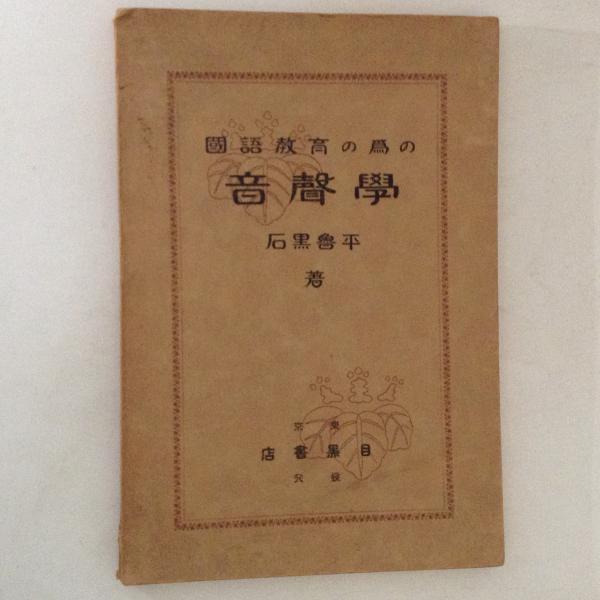 國語教育の爲の
音聲學
石黒魯平
著
東京
目黒書店
發兌